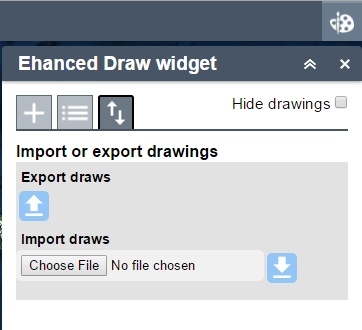 Ehanced Draw widget
Hide drawings
Import or export drawings
Export draws
Import draws
Choose File No file chosen